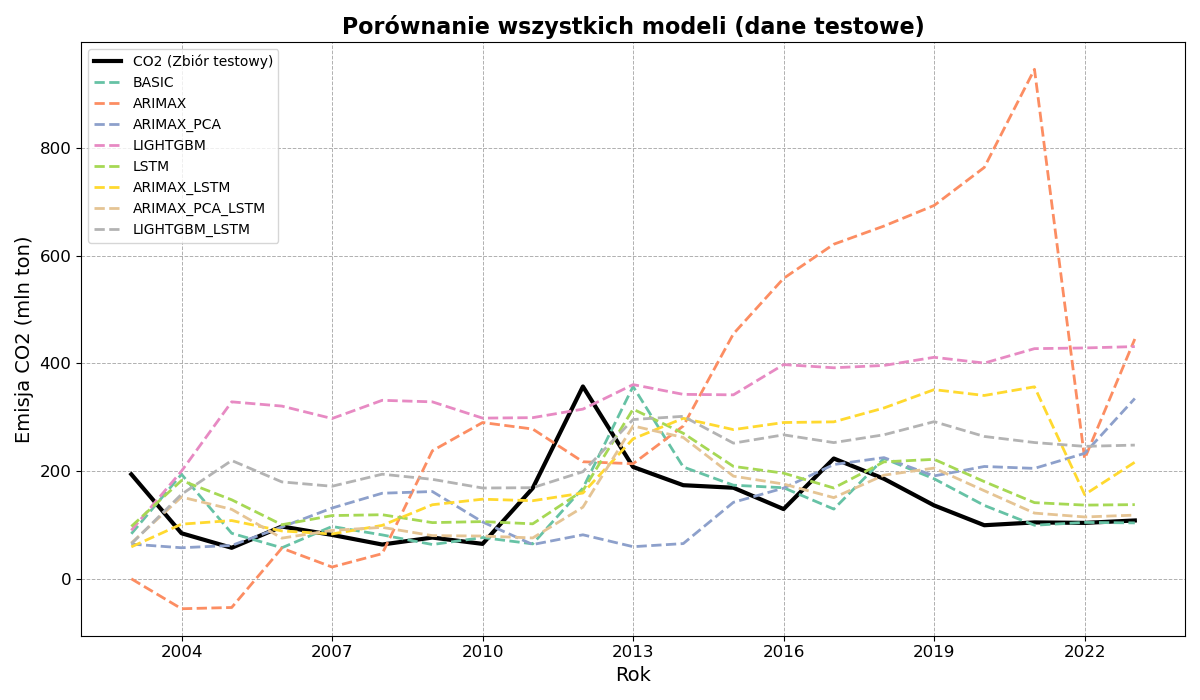 Porównanie wszystkich modeli (dane testowe)
CO2 (Zbiór testowy)
BASIC
ARIMAX
ARIMAX_PCA
LIGHTGBM
LSTM
ARIMAX_LSTM
ARIMAX_PCA_LSTM
LIGHTGBM_LSTM
Emisja CO2 (mln ton)
800
600
400
200
0
2004 2007 2010 2013 2016 2019 2022
Rok